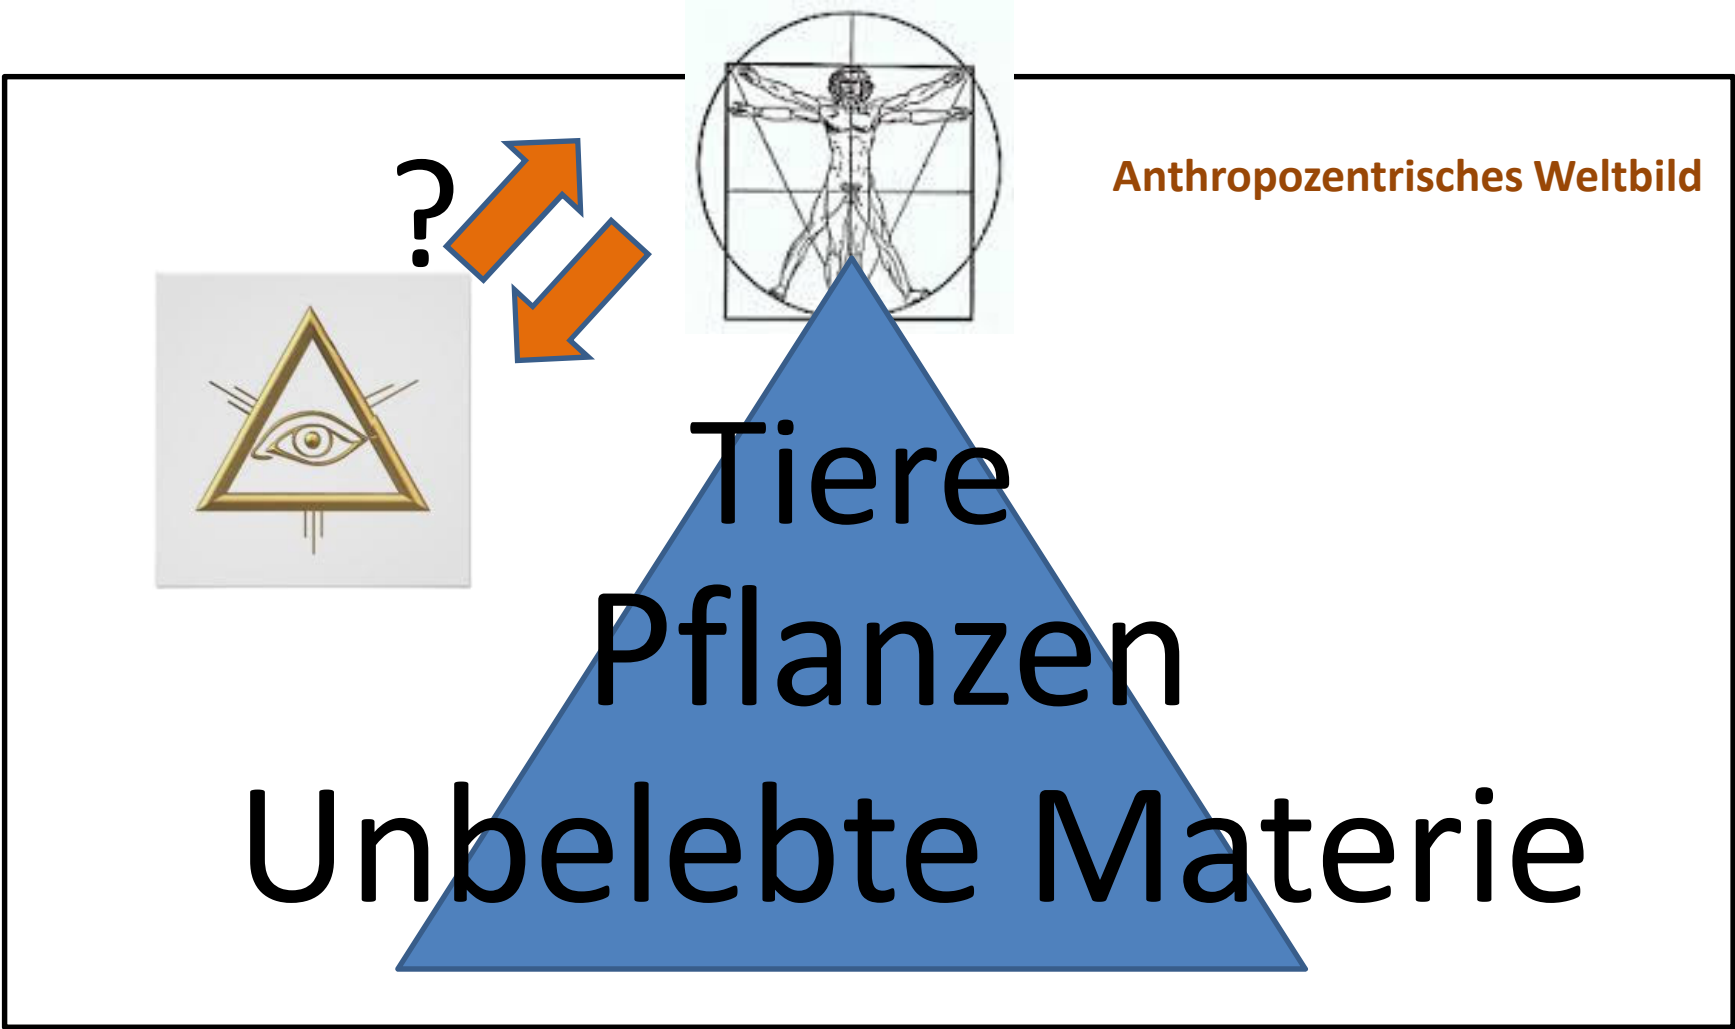 ?
Anthropozentrisches Weltbild
Tiere
Pflanzen
Unbelebte Materie